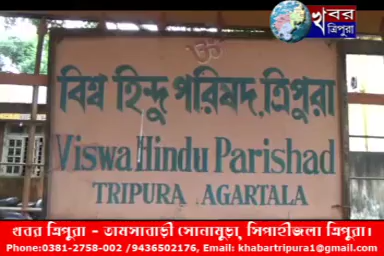 খবর
ত্রিপুরা
ॐ
বিশ্ব হিন্দু পরিষদ, ত্রিপুরা
Viswa Hindu Parishad
TRIPURA AGARTALA
খবর ত্রিপুরা - তামসাবাড়ী সোনামুড়া, সিপাহীজলা ত্রিপুরা।
Phone:0381-2758-002 /9436502176, Email: khabartripura1@gmail.com